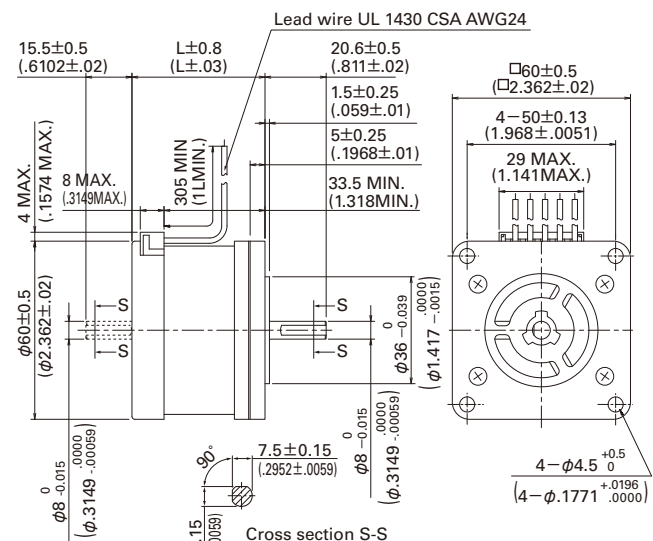 Lead wire UL 1430 CSA AWG24
15.5±0.5
(.6102±.02)
L±0.8
(L±.03)
20.6±0.5
(.811±.02)
1.5±0.25
(.059±.01)
5±0.25
(.1968±.01)
33.5 MIN.
(1.318MIN.)
4 MAX.
(.1574 MAX.)
8 MAX.
(.3149MAX.)
305 MIN
(1LMIN.)
□60±0.5
(□2.362±.02)
4−50±0.13
(1.968±.0051)
29 MAX.
(1.141MAX.)
ϕ60±0.5
(ϕ2.362±.02)
S
S
S
S
ϕ36 0 −0.039
(ϕ1.417 .0000 −.0015)
ϕ8 0 -0.015
(ϕ.3149 .0000 -.00059)
ϕ8 0 −0.015
(ϕ.3149 .0000 -.00059)
90°
7.5±0.15
(.2952±.0059)
.15
0059)
Cross section S-S
4−ϕ4.5 +0.5 0
(4−ϕ.1771 +.0196 .0000)